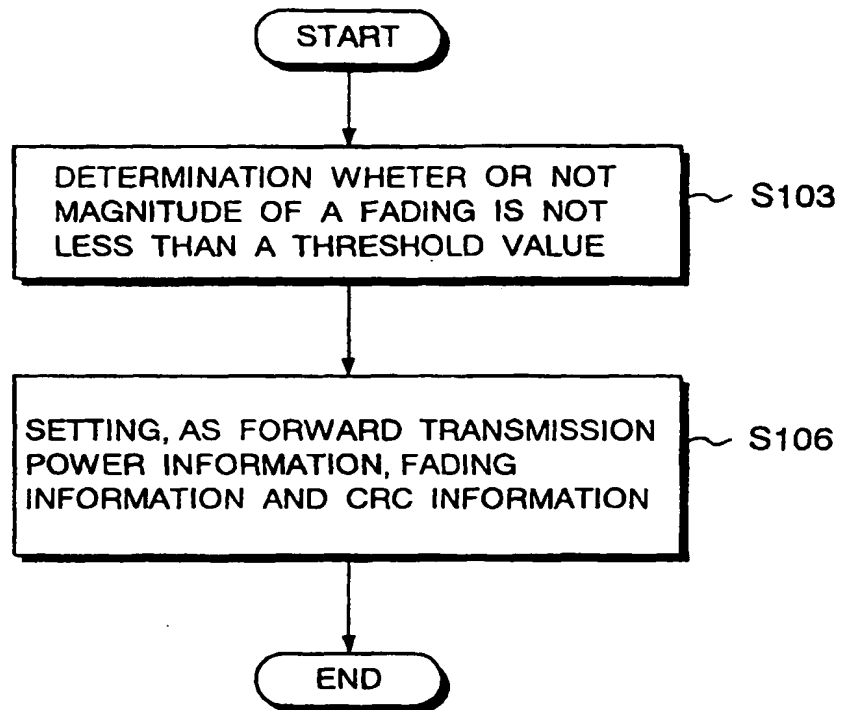 START
DETERMINATION WHETER OR NOT
MAGNITUDE OF A FADING IS NOT
LESS THAN A THRESHOLD VALUE
S103
SETTING, AS FORWARD TRANSMISSION
POWER INFORMATION, FADING
INFORMATION AND CRC INFORMATION
S106
END